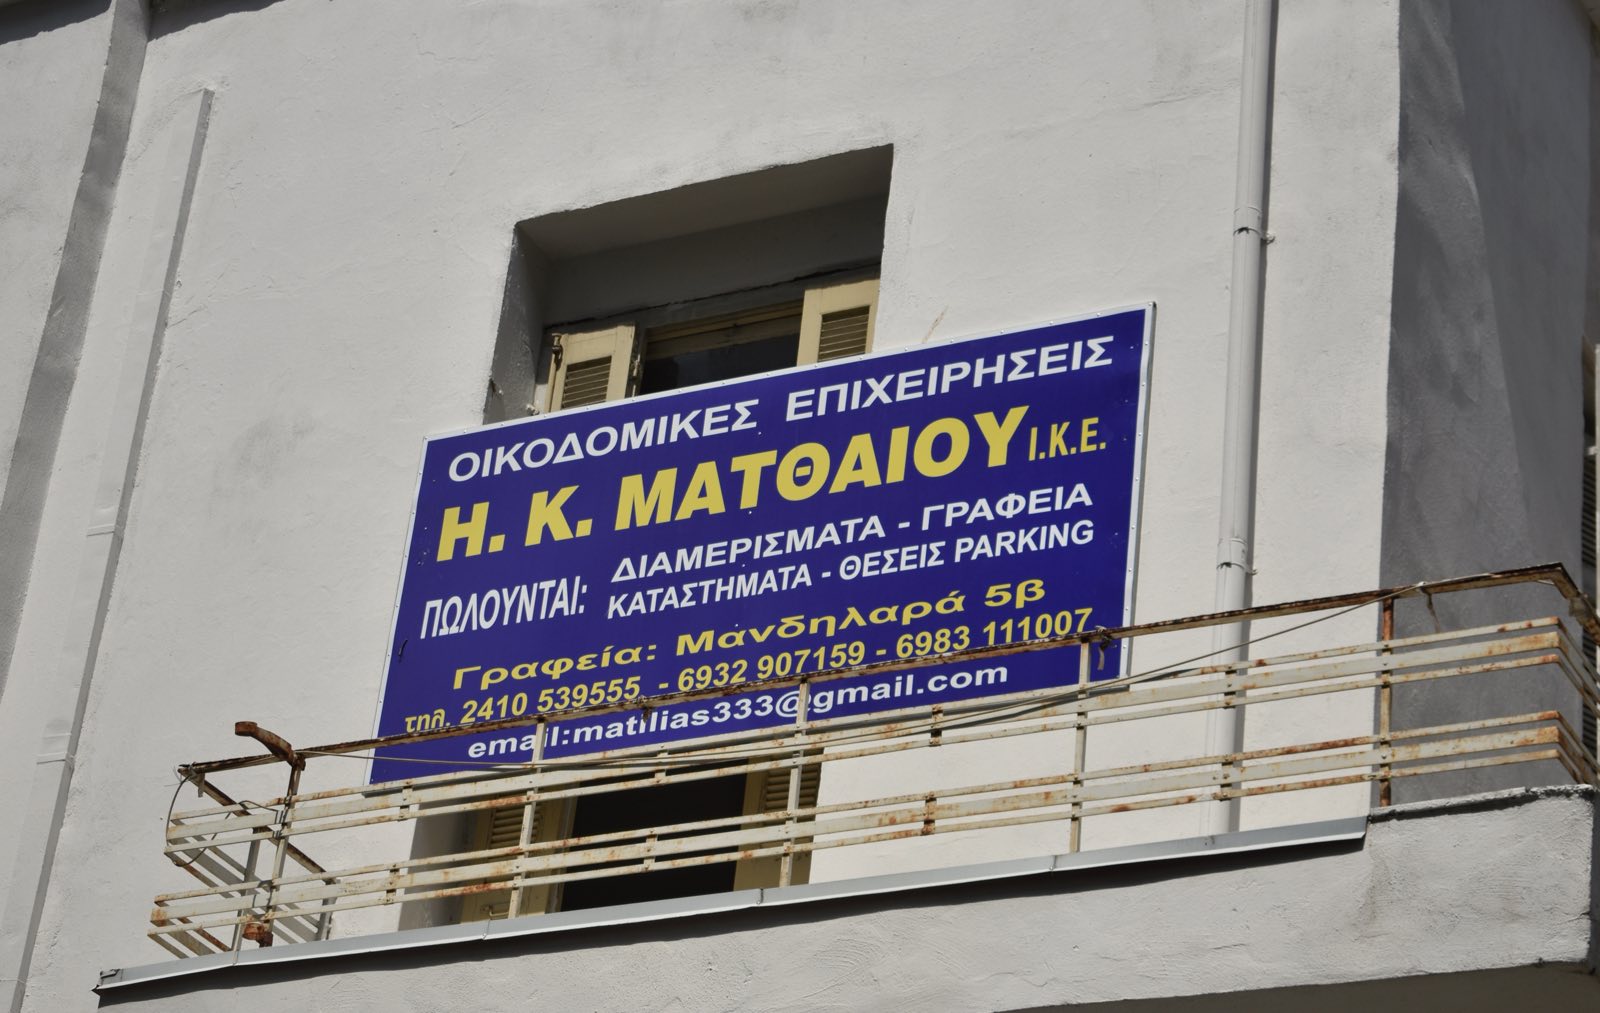 ΟΙΚΟΔΟΜΙΚΕΣ ΕΠΙΧΕΙΡΗΣΕΙΣ
Η. Κ. ΜΑΤΘΑΙΟΥ Ι.Κ.Ε.
ΠΩΛΟΥΝΤΑΙ: ΔΙΑΜΕΡΙΣΜΑΤΑ - ΓΡΑΦΕΙΑ
ΚΑΤΑΣΤΗΜΑΤΑ - ΘΕΣΕΙΣ PARKING
Γραφεία: Μανδηλαρά 5β
τηλ. 2410 539555 - 6932 907159 - 6983 111007
email:matilias333@gmail.com